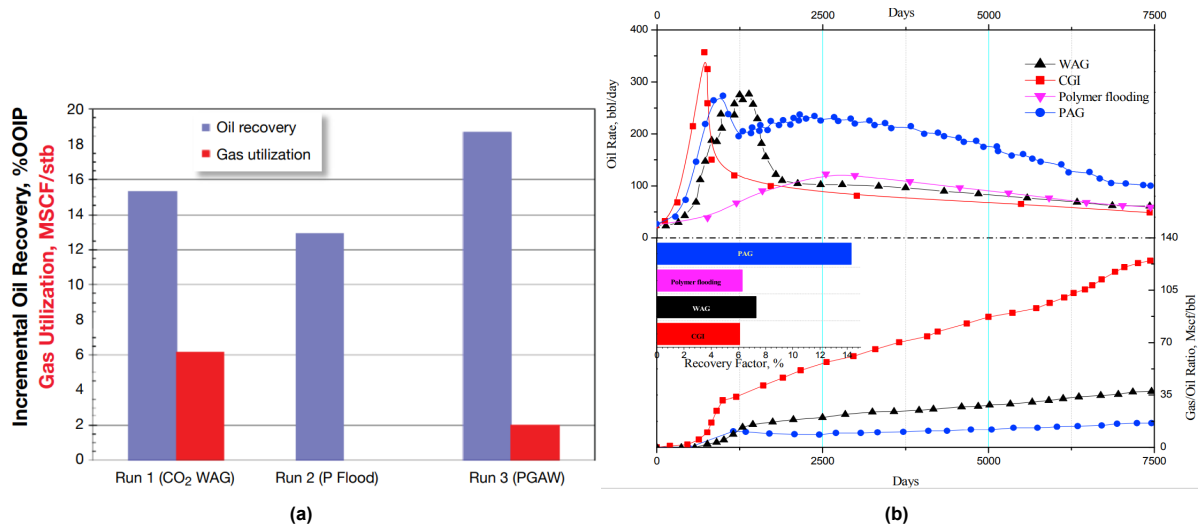 Incremental Oil Recovery, %OOIP
Gas Utilization, MSCF/stb
20
18
16
14
12
10
8
6
4
2
0
Oil recovery
Gas utilization
Run 1 (CO2 WAG)
Run 2 (P Flood)
Run 3 (PGAW)
(a)
0
2500
5000
7500
Days
Oil Rate, bbl/day
400
350
300
250
200
150
100
50
0
WAG
CGI
Polymer flooding
PAG
140
105
70
35
0
Gas/Oil Ratio, Mscf/bbl
PAG
Polymer flooding
WAG
CGI
0
2
4
6
8
10
12
14
Recovery Factor, %
0
2500
5000
7500
Days
(b)